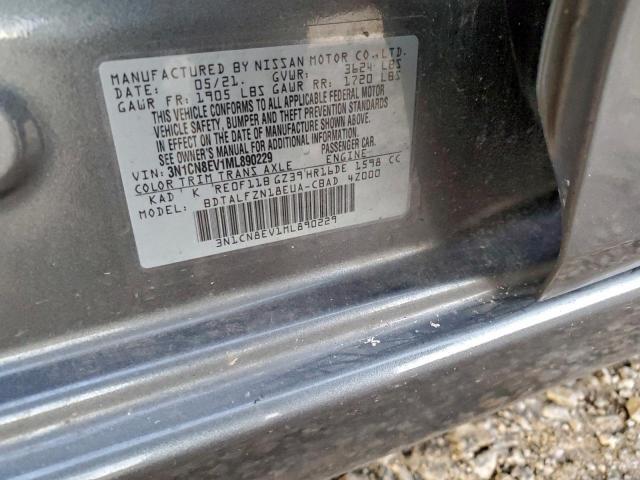 MANUFACTURED BY NISSAN MOTOR CO.,LTD.
DATE: 05/21 GVWR: 3624 LBS
GAWR FR: 1905 LBS GAWR RR: 1720 LBS
THIS VEHICLE CONFORMS TO ALL APPLICABLE FEDERAL MOTOR
VEHICLE SAFETY, BUMPER AND THEFT PREVENTION STANDARDS
IN EFFECT ON THE DATE OF MANUFACTURE SHOWN ABOVE.
SEE OWNER'S MANUAL FOR ADDITIONAL INFORMATION.
PASSENGER CAR.
VIN: 3N1CN8EV1ML890229
COLOR TRIM TRANS AXLE ENGINE
KAD K RE0F11B GZ39 HR16DE 1598 CC
MODEL: BDTALFZN18EUA-CBAD 4Z000
3N1CN8EV1ML890229